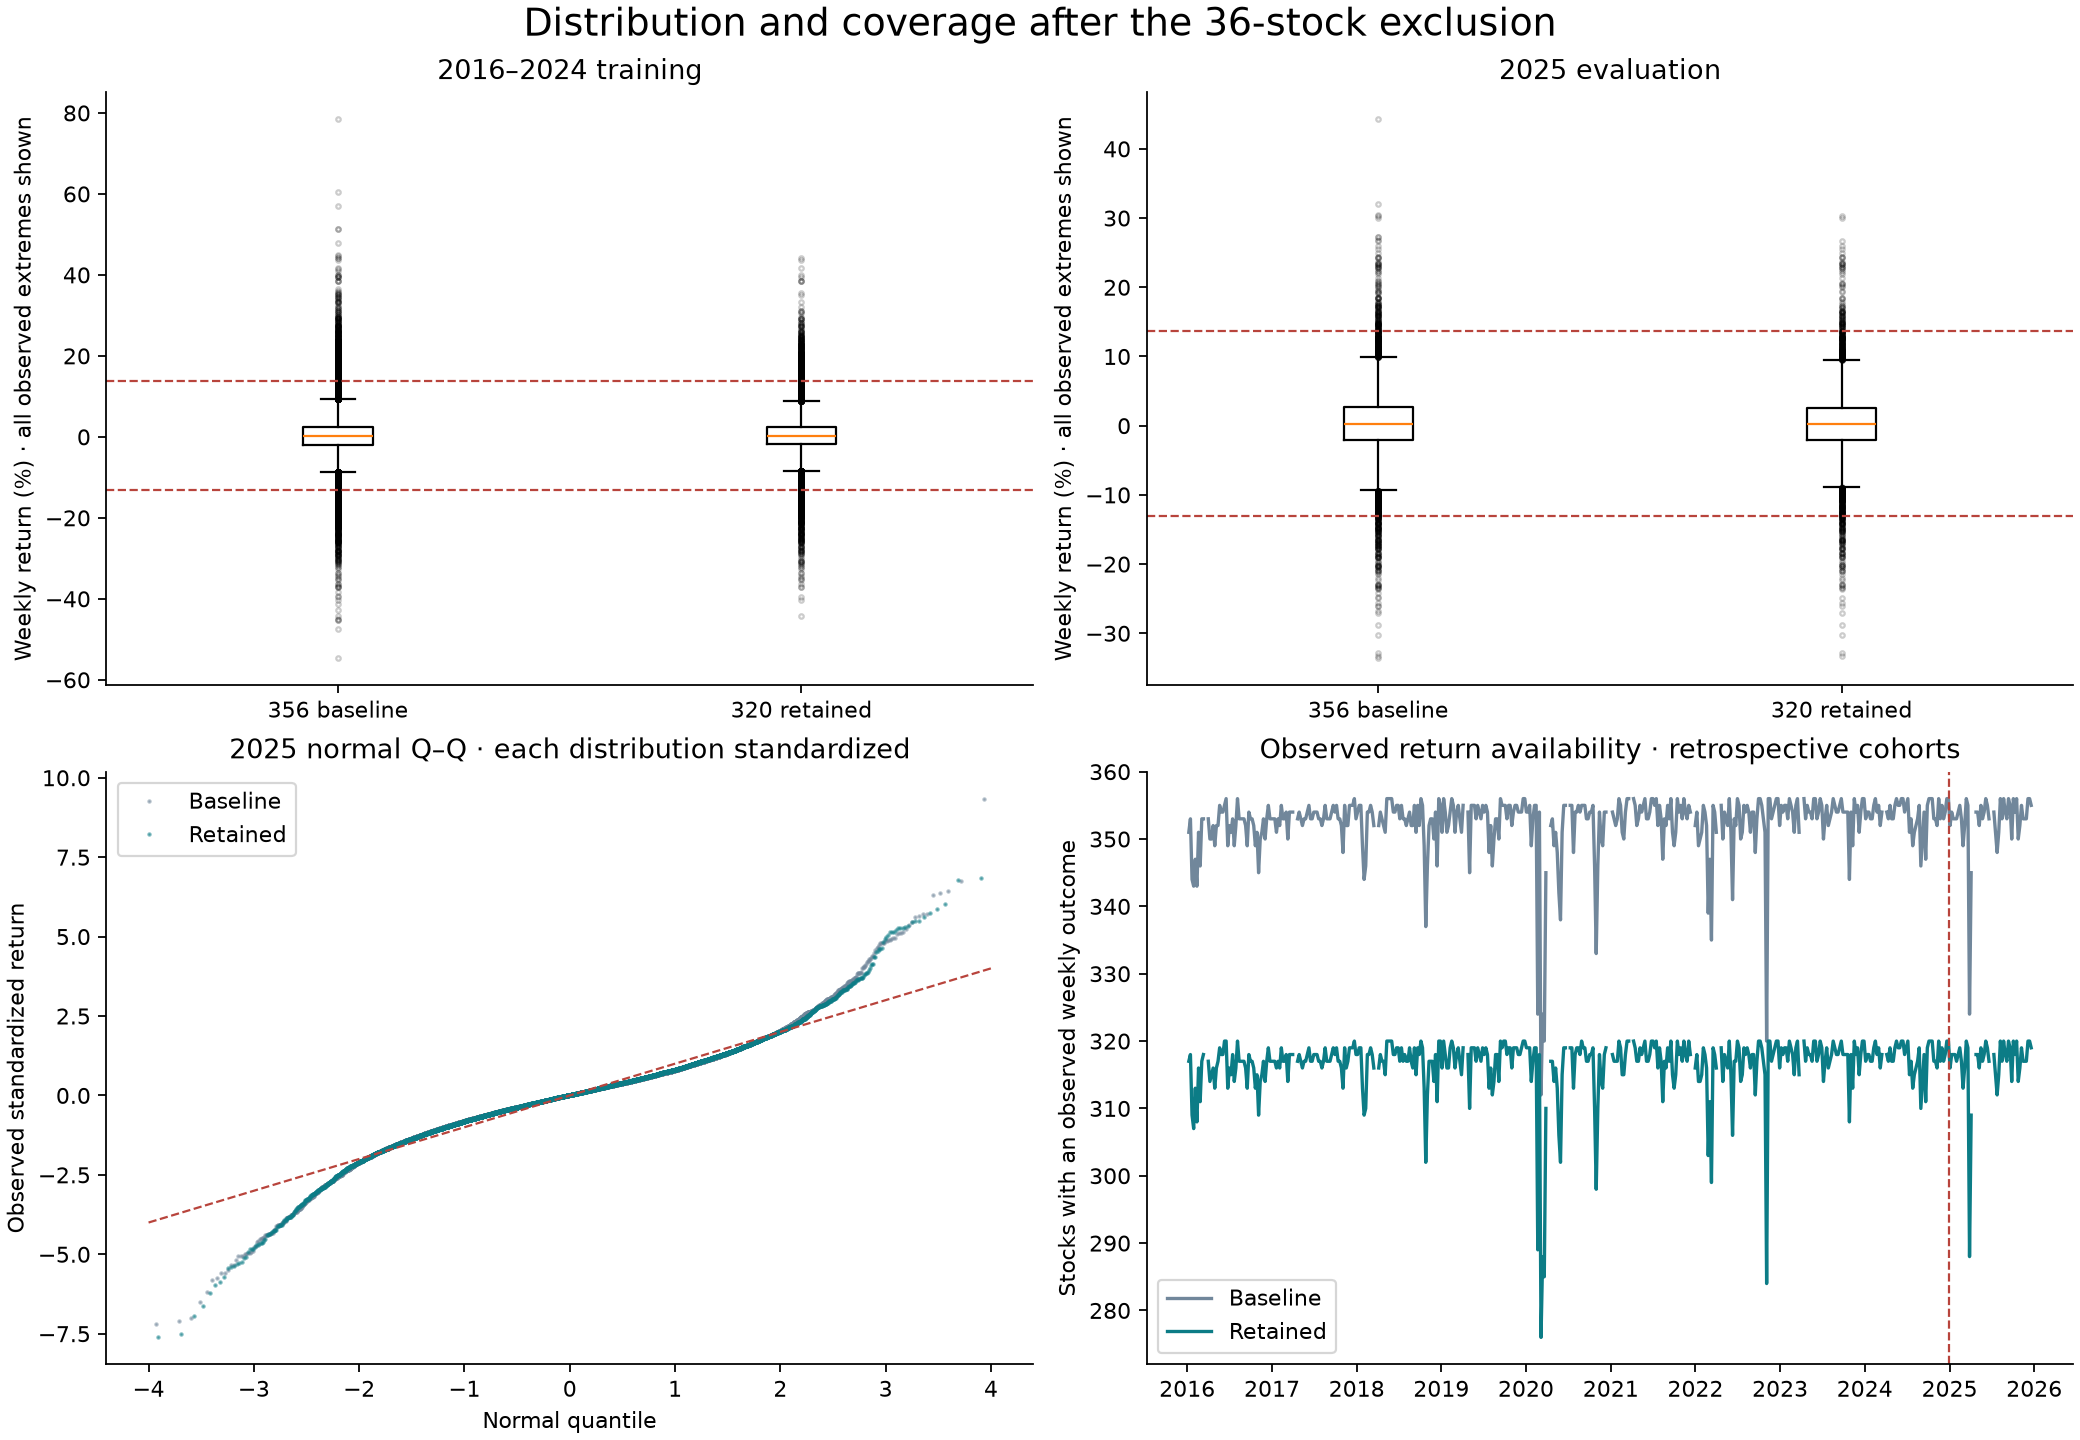 Distribution and coverage after the 36-stock exclusion
2016–2024 training
Weekly return (%) · all observed extremes shown
80
60
40
20
0
−20
−40
−60
356 baseline
320 retained
2025 evaluation
Weekly return (%) · all observed extremes shown
40
30
20
10
0
−10
−20
−30
356 baseline
320 retained
2025 normal Q–Q · each distribution standardized
Observed standardized return
10.0
7.5
5.0
2.5
0.0
−2.5
−5.0
−7.5
Baseline
Retained
−4
−3
−2
−1
0
1
2
3
4
Normal quantile
Observed return availability · retrospective cohorts
Stocks with an observed weekly outcome
360
350
340
330
320
310
300
290
280
Baseline
Retained
2016
2017
2018
2019
2020
2021
2022
2023
2024
2025
2026